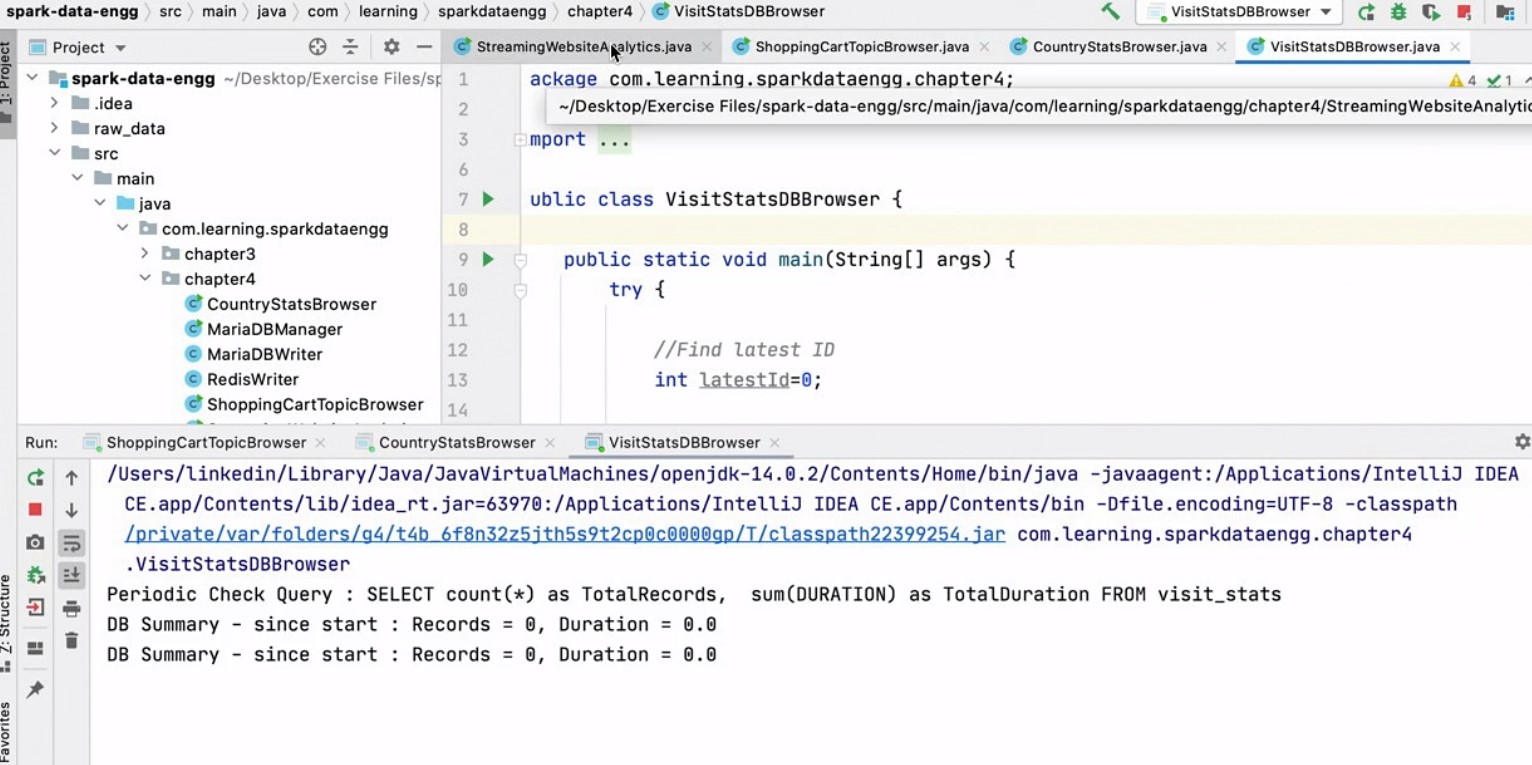 spark-data-engg > src > main > java > com > learning > sparkdataengg > chapter4 > VisitStatsDBBrowser
VisitStatsDBBrowser
1: Project
Project
StreamingWebsiteAnalytics.java
ShoppingCartTopicBrowser.java
CountryStatsBrowser.java
VisitStatsDBBrowser.java
spark-data-engg ~/Desktop/Exercise Files/sp
.idea
raw_data
src
main
java
com.learning.sparkdataengg
chapter3
chapter4
CountryStatsBrowser
MariaDBManager
MariaDBWriter
RedisWriter
ShoppingCartTopicBrowser
1 ackage com.learning.sparkdataengg.chapter4;
4 1
~/Desktop/Exercise Files/spark-data-engg/src/main/java/com/learning/sparkdataengg/chapter4/StreamingWebsiteAnalytic
2
3 mport ...
6
7 ublic class VisitStatsDBBrowser {
8
9 public static void main(String[] args) {
10 try {
11
12 //Find latest ID
13 int latestId=0;
14
Run:
ShoppingCartTopicBrowser
CountryStatsBrowser
VisitStatsDBBrowser
/Users/linkedin/Library/Java/JavaVirtualMachines/openjdk-14.0.2/Contents/Home/bin/java -javaagent:/Applications/IntelliJ IDEA
CE.app/Contents/lib/idea_rt.jar=63970:/Applications/IntelliJ IDEA CE.app/Contents/bin -Dfile.encoding=UTF-8 -classpath
/private/var/folders/g4/t4b_6f8n32z5jth5s9t2cp0c0000gp/T/classpath22399254.jar com.learning.sparkdataengg.chapter4
.VisitStatsDBBrowser
Periodic Check Query : SELECT count(*) as TotalRecords,  sum(DURATION) as TotalDuration FROM visit_stats
DB Summary - since start : Records = 0, Duration = 0.0
DB Summary - since start : Records = 0, Duration = 0.0
Z: Structure
Favorites